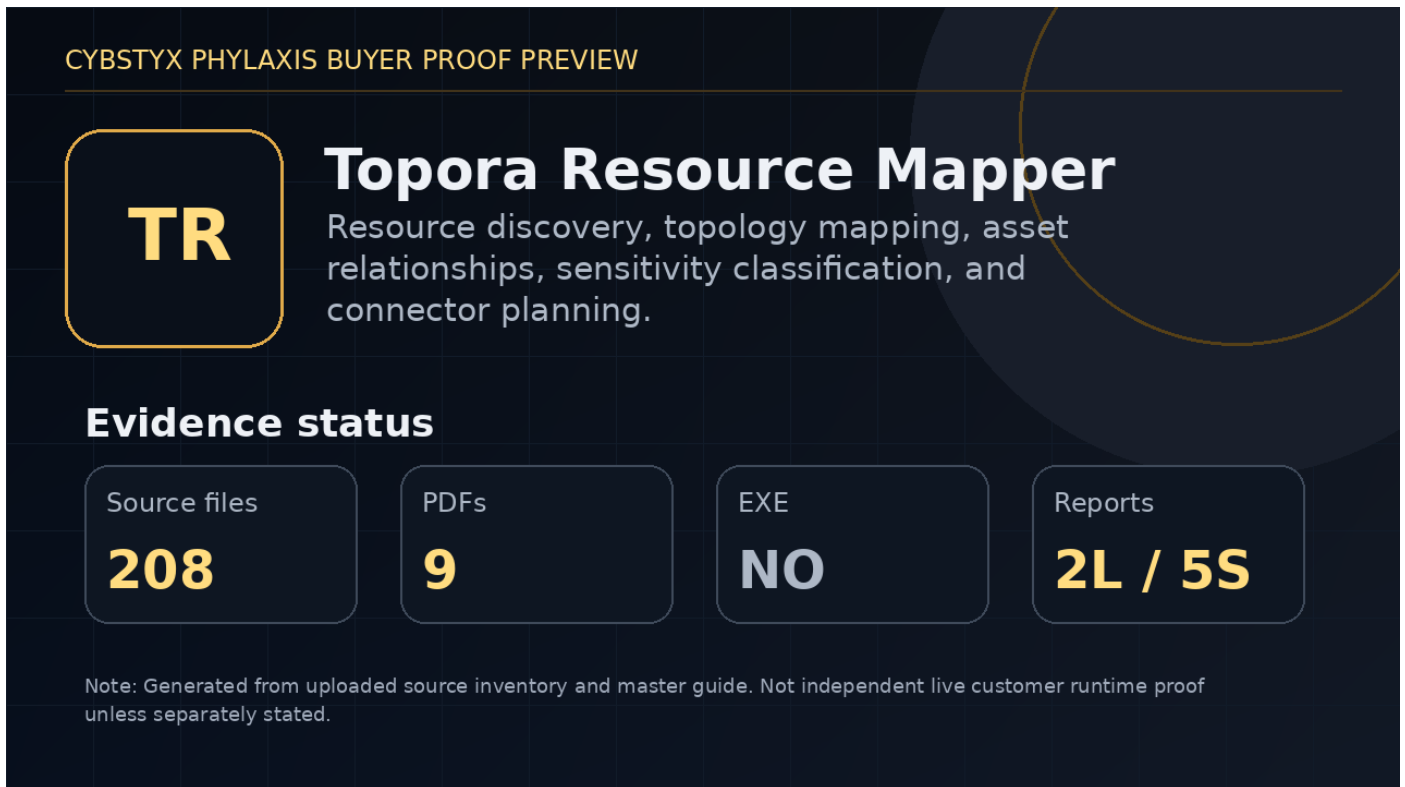 CYBSTYX PHYLAXIS BUYER PROOF PREVIEW
TR
Topora Resource Mapper
Resource discovery, topology mapping, asset
relationships, sensitivity classification, and
connector planning.
Evidence status
Source files
208
PDFs
9
EXE
NO
Reports
2L / 5S
Note: Generated from uploaded source inventory and master guide. Not independent live customer runtime proof
unless separately stated.